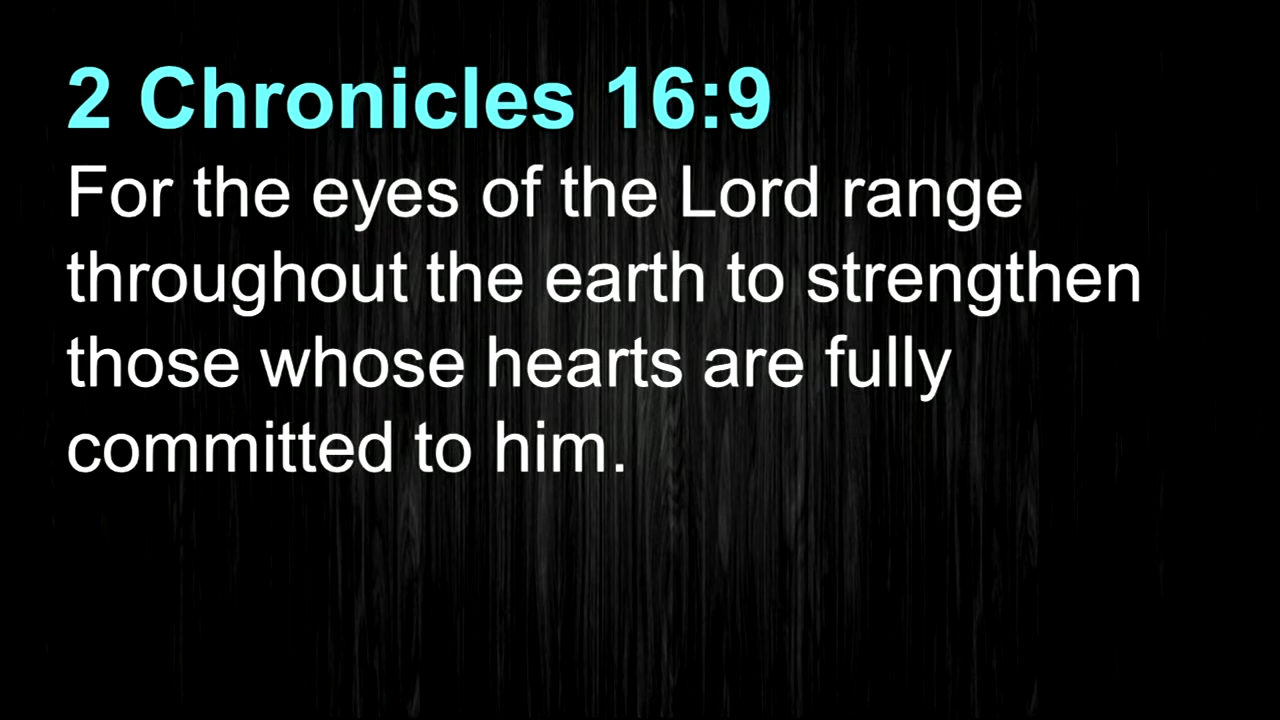 2 Chronicles 16:9
For the eyes of the Lord range
throughout the earth to strengthen
those whose hearts are fully
committed to him.